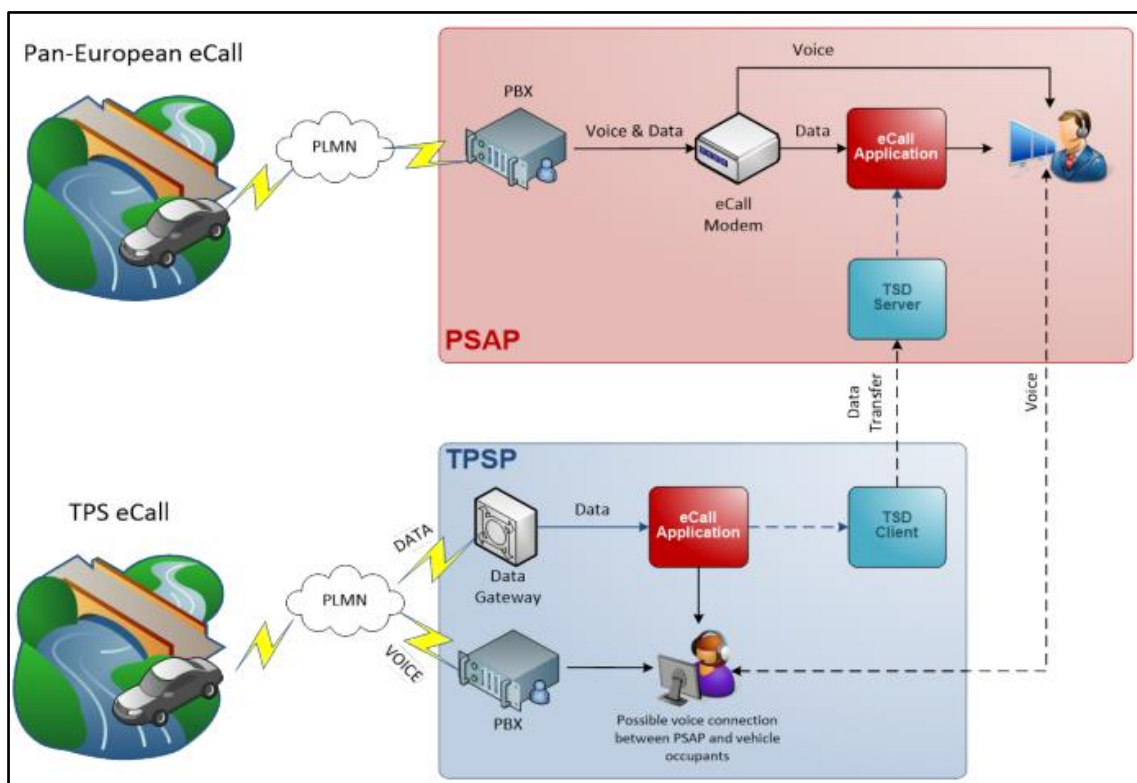 Pan-European eCall
PLMN
PBX
Voice & Data
eCall
Modem
Voice
Data
eCall
Application
TSD
Server
PSAP
Data
Transfer
Voice
TPSP
TPS eCall
PLMN
DATA
VOICE
Data
Gateway
Data
eCall
Application
TSD
Client
PBX
Possible voice connection
between PSAP and vehicle
occupants